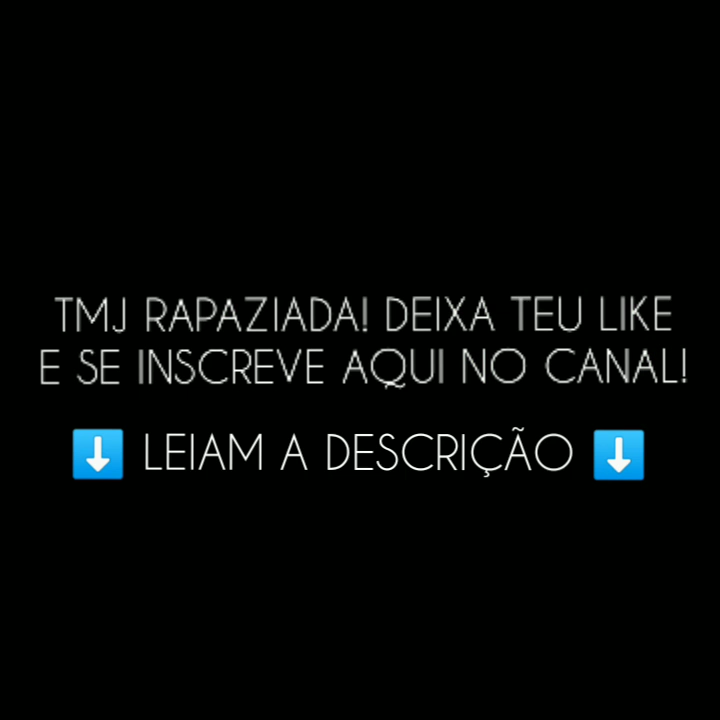 TMJ RAPAZIADA! DEIXA TEU LIKE
E SE INSCREVE AQUI NO CANAL!
⬇️ LEIAM A DESCRIÇÃO ⬇️